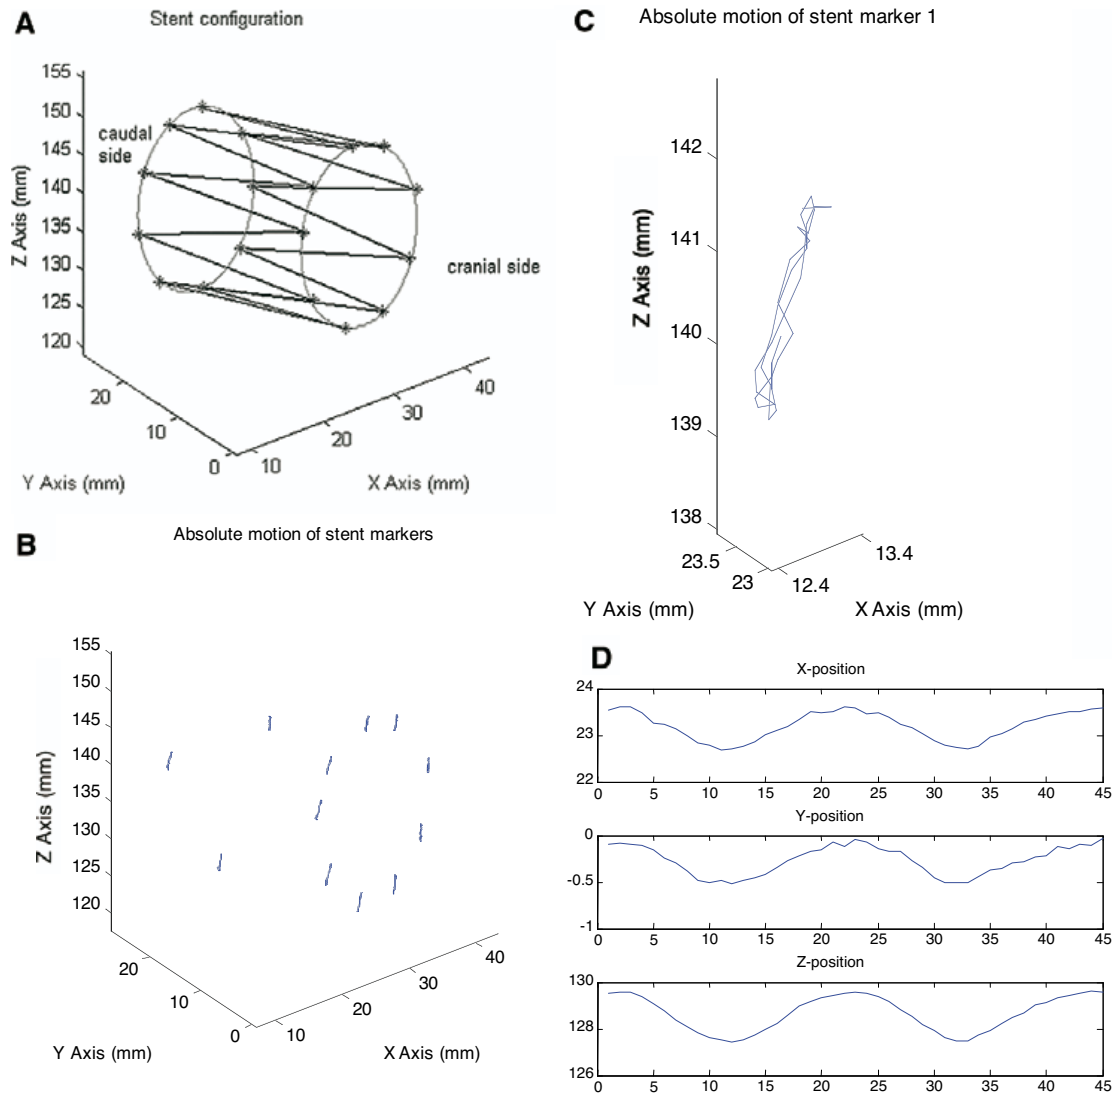 A
Stent configuration
155
150
145
140
135
130
125
120
Z Axis (mm)
caudal
side
cranial side
20
10
0
10
20
30
40
Y Axis (mm)
X Axis (mm)
B
Absolute motion of stent markers
155
150
145
140
135
130
125
120
Z Axis (mm)
20
10
0
10
20
30
40
Y Axis (mm)
X Axis (mm)
C
Absolute motion of stent marker 1
142
141
140
139
138
Z Axis (mm)
23.5
23
12.4
13.4
Y Axis (mm)
X Axis (mm)
D
X-position
24
23
22
0 5 10 15 20 25 30 35 40 45
Y-position
0
-0.5
-1
0 5 10 15 20 25 30 35 40 45
Z-position
130
128
126
0 5 10 15 20 25 30 35 40 45